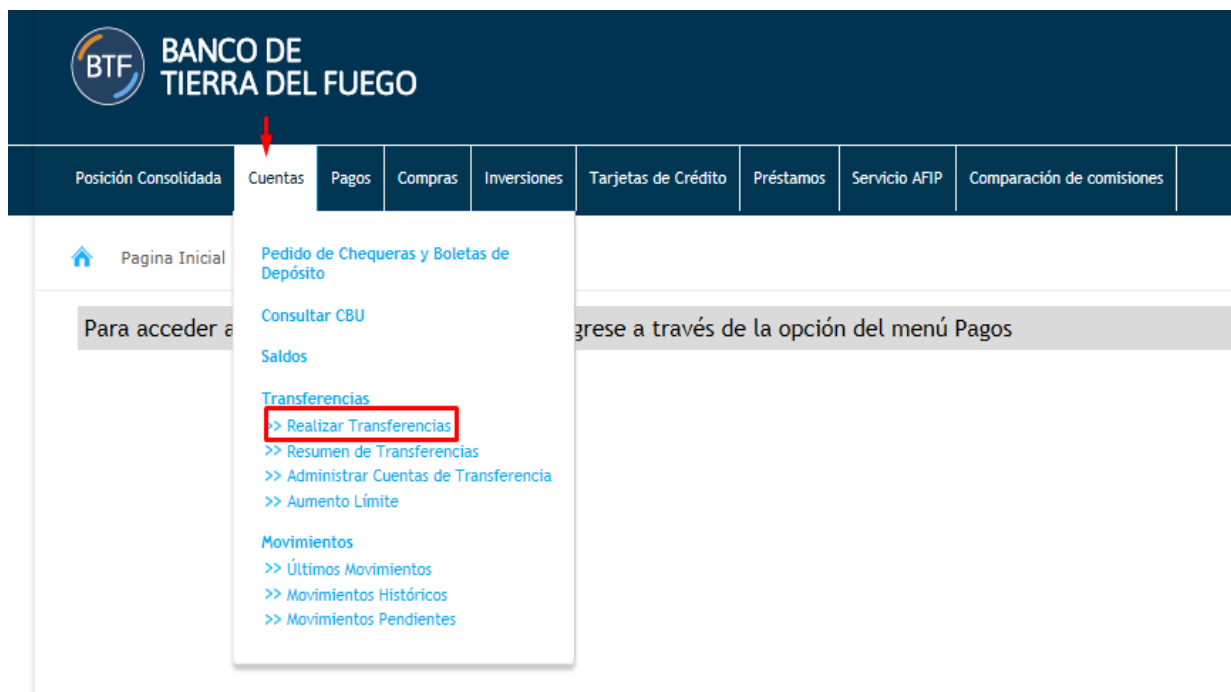 BTF
BANCO DE
TIERRA DEL FUEGO
Posición Consolidada Cuentas Pagos Compras Inversiones Tarjetas de Crédito Préstamos Servicio AFIP Comparación de comisiones
Pagina Inicial
Pedido de Chequeras y Boletas de
Depósito
Consultar CBU
Para acceder a grese a través de la opción del menú Pagos
Saldos
Transferencias
>> Realizar Transferencias
>> Resumen de Transferencias
>> Administrar Cuentas de Transferencia
>> Aumento Límite
Movimientos
>> Últimos Movimientos
>> Movimientos Históricos
>> Movimientos Pendientes